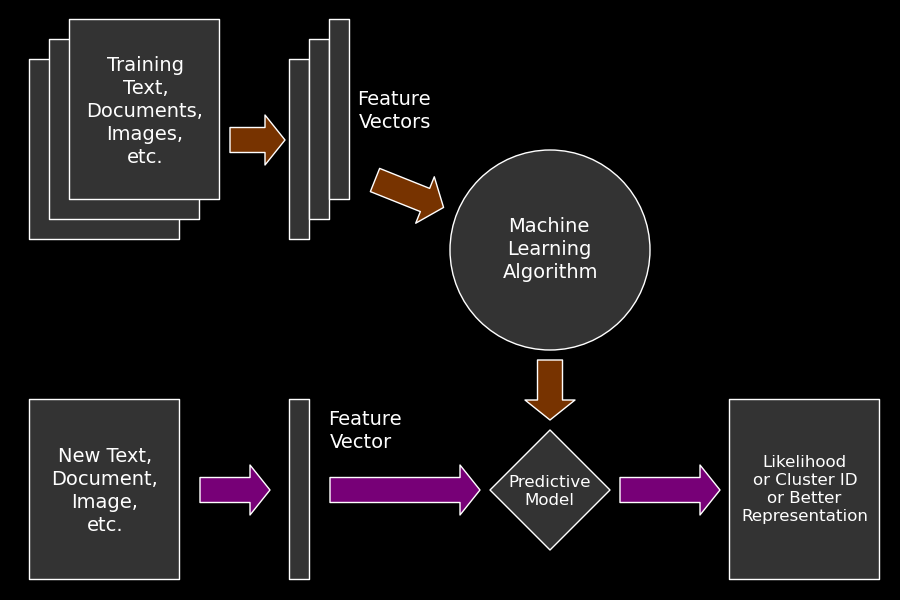 Training
Text,
Documents,
Images,
etc.
Feature
Vectors
Machine
Learning
Algorithm
New Text,
Document,
Image,
etc.
Feature
Vector
Predictive
Model
Likelihood
or Cluster ID
or Better
Representation